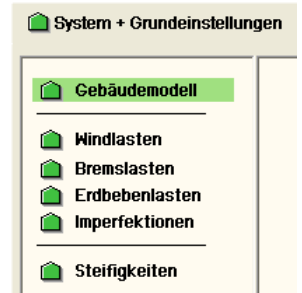 System + Grundeinstellungen
Gebäudemodell
Windlasten
Bremslasten
Erdbebenlasten
Imperfektionen
Steifigkeiten